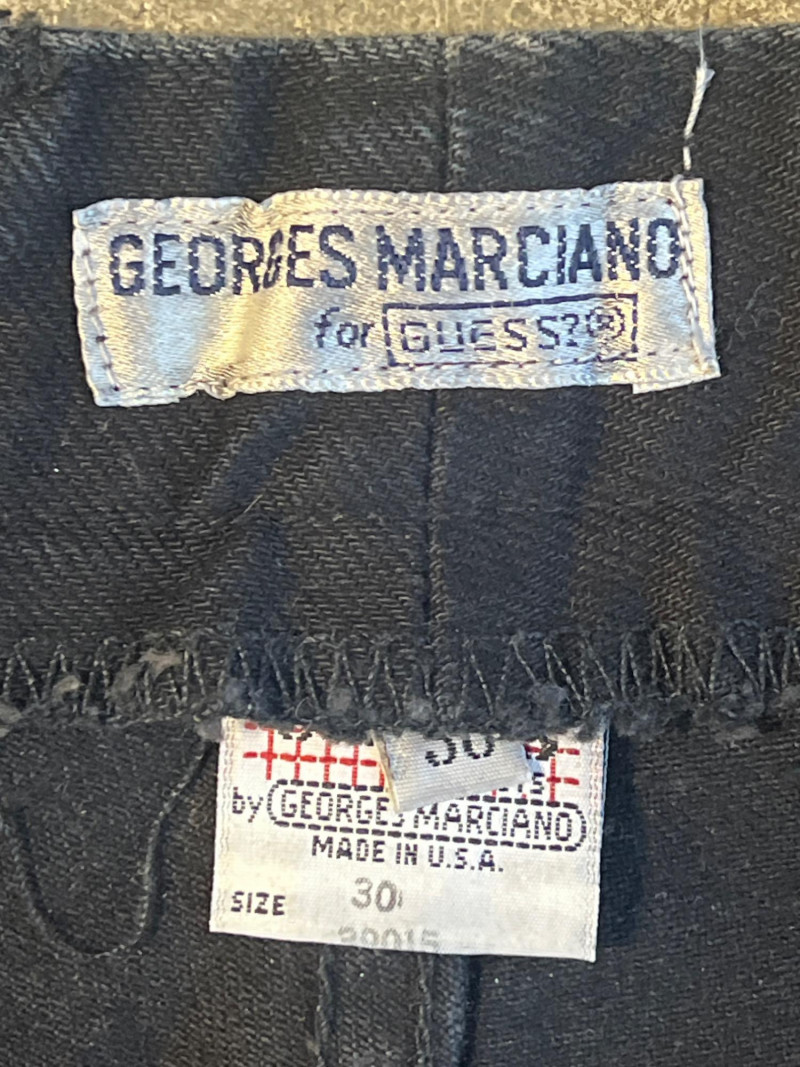 GEORGES MARCIANO
for GUESS?®
30
by GEORGES MARCIANO
MADE IN U.S.A.
SIZE 30